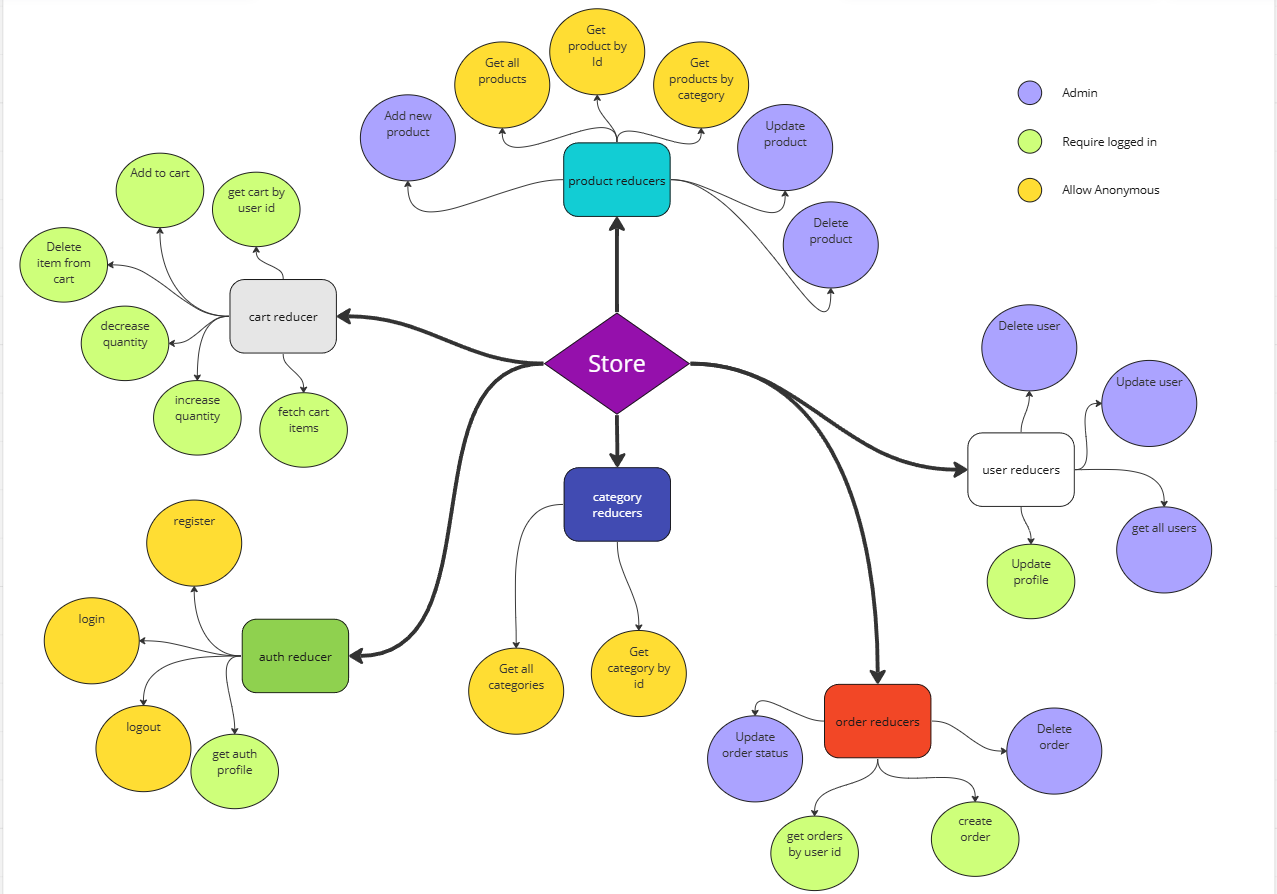 Get
product by
Id
Get all
products
Get
products by
category
Add new
product
Update
product
Admin
Require logged in
Allow Anonymous
product reducers
Delete
product
Add to cart
get cart by
user id
Delete
item from
cart
decrease
quantity
increase
quantity
fetch cart
items
cart reducer
Store
Delete user
Update user
user reducers
get all users
Update
profile
category
reducers
register
login
logout
get auth
profile
auth reducer
Get all
categories
Get
category by
id
order reducers
Update
order status
Delete
order
get orders
by user id
create
order